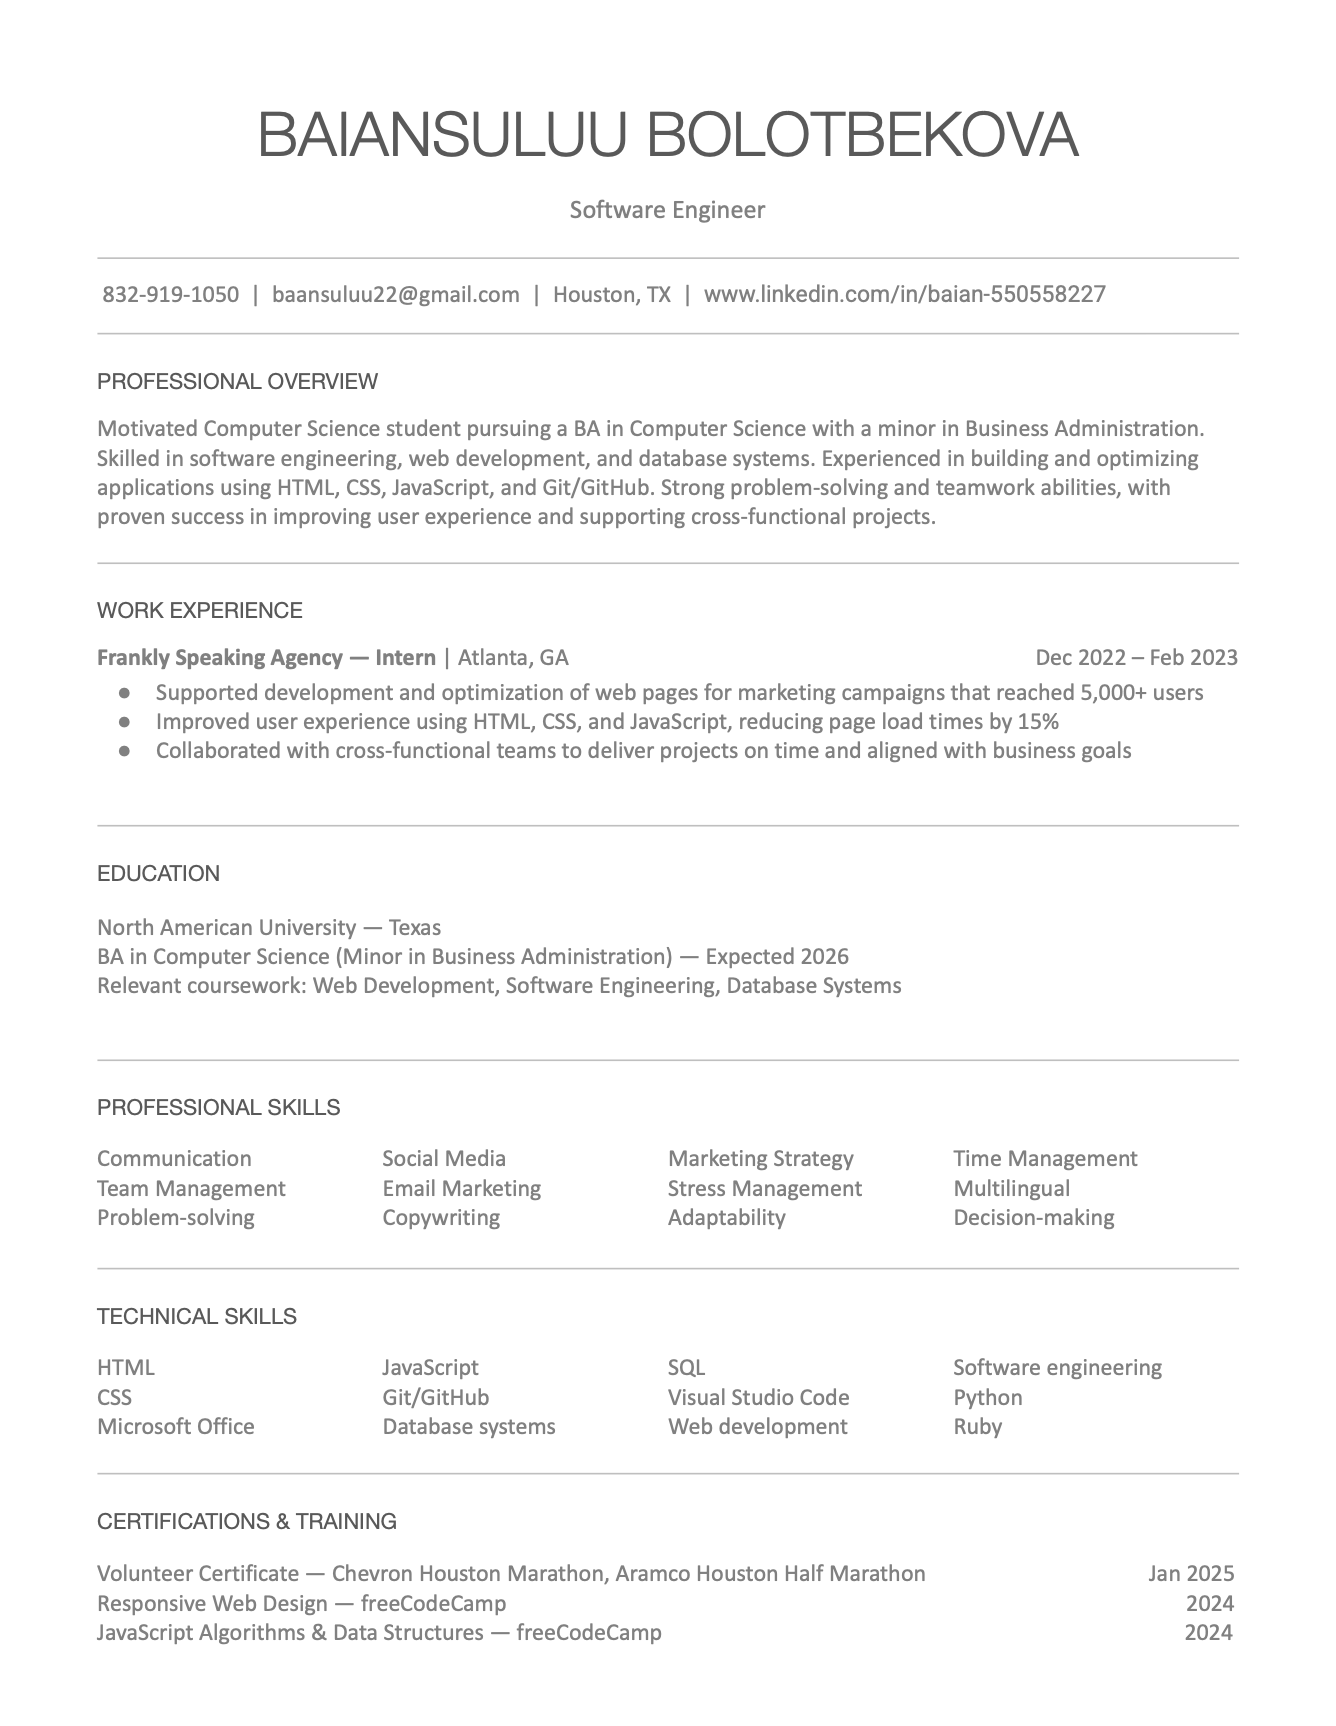 BAIANSULUU BOLOTBEKOVA
Software Engineer
832-919-1050 | baansuluu22@gmail.com | Houston, TX | www.linkedin.com/in/baian-550558227
PROFESSIONAL OVERVIEW
Motivated Computer Science student pursuing a BA in Computer Science with a minor in Business Administration.
Skilled in software engineering, web development, and database systems. Experienced in building and optimizing
applications using HTML, CSS, JavaScript, and Git/GitHub. Strong problem-solving and teamwork abilities, with
proven success in improving user experience and supporting cross-functional projects.
WORK EXPERIENCE
Frankly Speaking Agency — Intern | Atlanta, GA Dec 2022 – Feb 2023
● Supported development and optimization of web pages for marketing campaigns that reached 5,000+ users
● Improved user experience using HTML, CSS, and JavaScript, reducing page load times by 15%
● Collaborated with cross-functional teams to deliver projects on time and aligned with business goals
EDUCATION
North American University — Texas
BA in Computer Science (Minor in Business Administration) — Expected 2026
Relevant coursework: Web Development, Software Engineering, Database Systems
PROFESSIONAL SKILLS
Communication Social Media Marketing Strategy Time Management
Team Management Email Marketing Stress Management Multilingual
Problem-solving Copywriting Adaptability Decision-making
TECHNICAL SKILLS
HTML JavaScript SQL Software engineering
CSS Git/GitHub Visual Studio Code Python
Microsoft Office Database systems Web development Ruby
CERTIFICATIONS & TRAINING
Volunteer Certificate — Chevron Houston Marathon, Aramco Houston Half Marathon Jan 2025
Responsive Web Design — freeCodeCamp 2024
JavaScript Algorithms & Data Structures — freeCodeCamp 2024